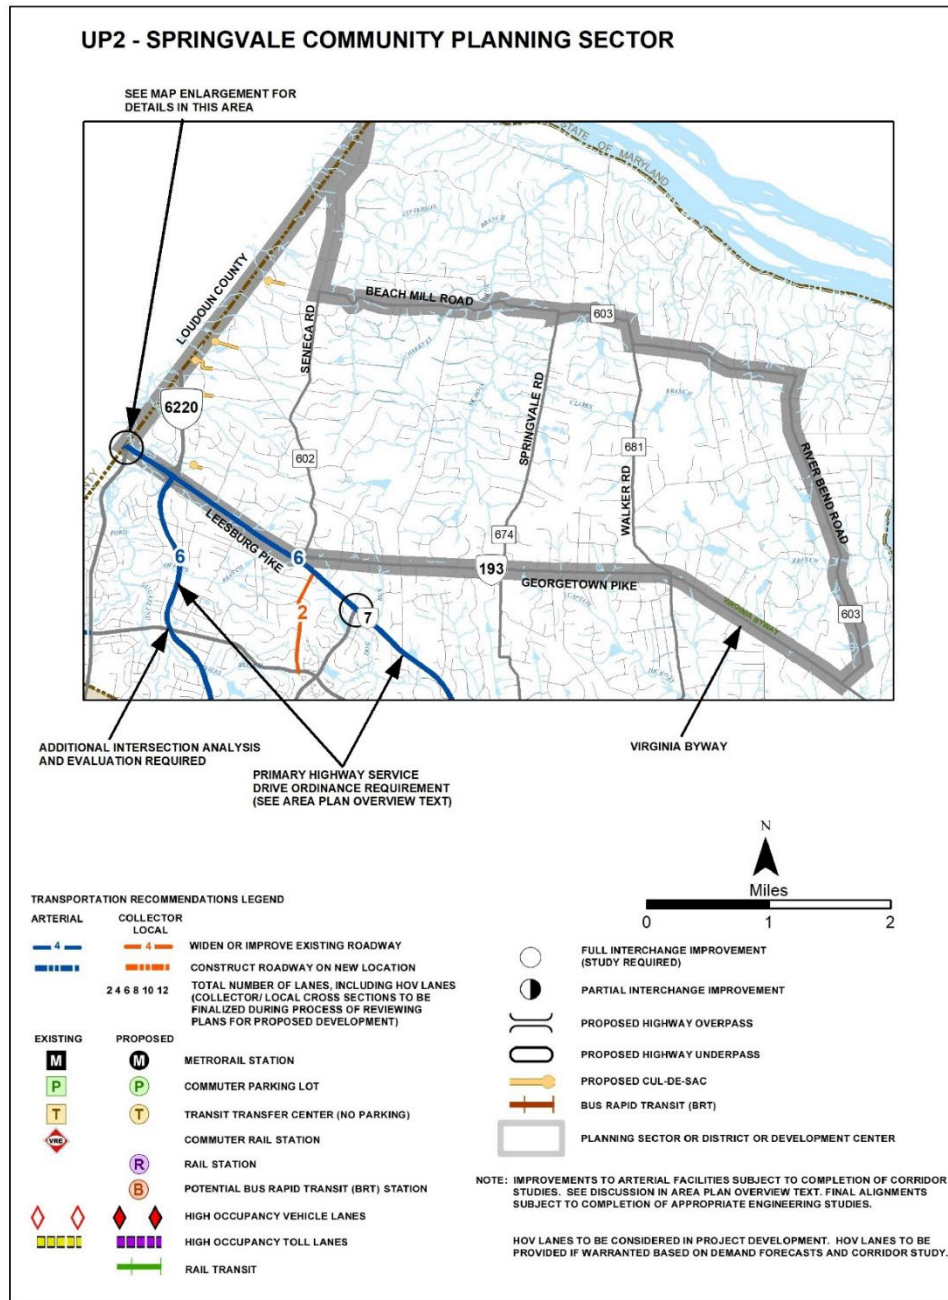 UP2 - SPRINGVALE COMMUNITY PLANNING SECTOR
SEE MAP ENLARGEMENT FOR
DETAILS IN THIS AREA
STATE OF MARYLAND
JEFFERSON
BRANCH
LOUDOUN COUNTY
BEACH MILL ROAD
603
SENECA RD
SPRINGVALE RD
6220
BRANCH
681
602
WALKER RD
RIVER BEND ROAD
LEESBURG PIKE
674
6
6
193
GEORGETOWN PIKE
BRANCH
2
7
VIRGINIA BYWAY
603
ADDITIONAL INTERSECTION ANALYSIS
AND EVALUATION REQUIRED
PRIMARY HIGHWAY SERVICE
DRIVE ORDINANCE REQUIREMENT
(SEE AREA PLAN OVERVIEW TEXT)
VIRGINIA BYWAY
N
Miles
0 1 2
TRANSPORTATION RECOMMENDATIONS LEGEND
ARTERIAL
COLLECTOR
LOCAL
4 4 WIDEN OR IMPROVE EXISTING ROADWAY
CONSTRUCT ROADWAY ON NEW LOCATION
2 4 6 8 10 12 TOTAL NUMBER OF LANES, INCLUDING HOV LANES
(COLLECTOR/ LOCAL CROSS SECTIONS TO BE
FINALIZED DURING PROCESS OF REVIEWING
PLANS FOR PROPOSED DEVELOPMENT)
EXISTING PROPOSED
M M METRORAIL STATION
P P COMMUTER PARKING LOT
T T TRANSIT TRANSFER CENTER (NO PARKING)
VRE COMMUTER RAIL STATION
R RAIL STATION
B POTENTIAL BUS RAPID TRANSIT (BRT) STATION
HIGH OCCUPANCY VEHICLE LANES
HIGH OCCUPANCY TOLL LANES
RAIL TRANSIT
FULL INTERCHANGE IMPROVEMENT
(STUDY REQUIRED)
PARTIAL INTERCHANGE IMPROVEMENT
PROPOSED HIGHWAY OVERPASS
PROPOSED HIGHWAY UNDERPASS
PROPOSED CUL-DE-SAC
BUS RAPID TRANSIT (BRT)
PLANNING SECTOR OR DISTRICT OR DEVELOPMENT CENTER
NOTE: IMPROVEMENTS TO ARTERIAL FACILITIES SUBJECT TO COMPLETION OF CORRIDOR
STUDIES. SEE DISCUSSION IN AREA PLAN OVERVIEW TEXT. FINAL ALIGNMENTS
SUBJECT TO COMPLETION OF APPROPRIATE ENGINEERING STUDIES.
HOV LANES TO BE CONSIDERED IN PROJECT DEVELOPMENT. HOV LANES TO BE
PROVIDED IF WARRANTED BASED ON DEMAND FORECASTS AND CORRIDOR STUDY.